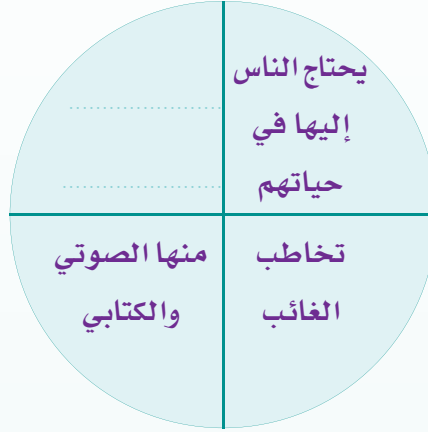 يحتاج الناس
إليها في
حياتهم
تخاطب
الغائب
منها الصوتي
والكتابي